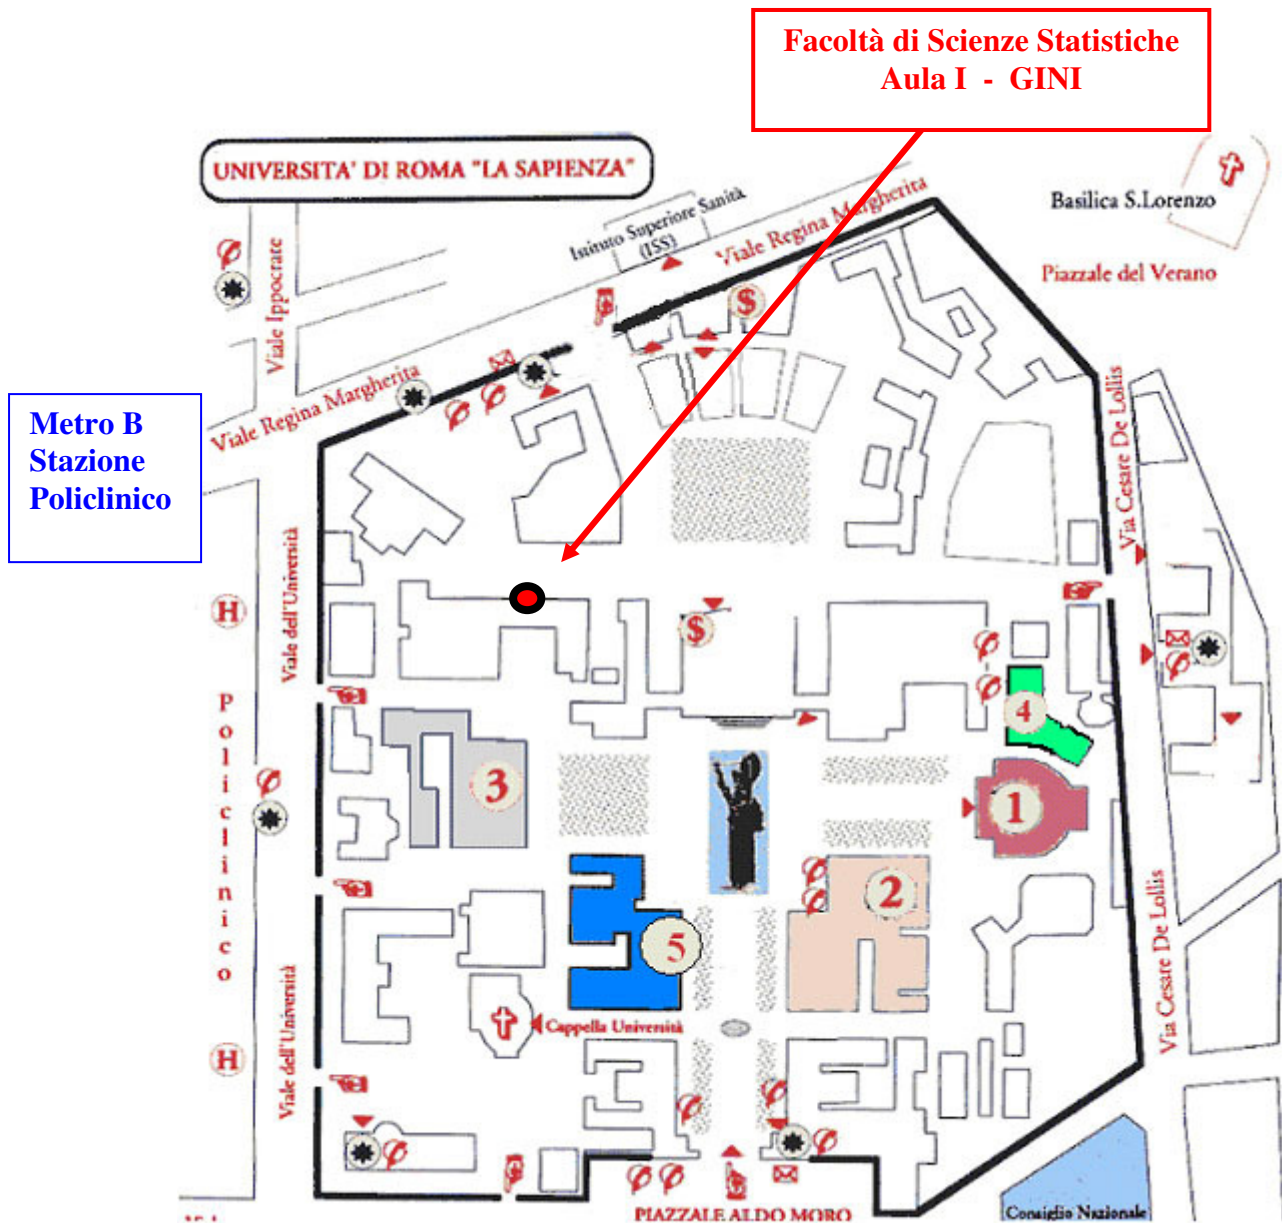 Facoltà di Scienze Statistiche
Aula I - GINI
UNIVERSITA' DI ROMA "LA SAPIENZA"
Basilica S.Lorenzo
Piazzale del Verano
Istituto Superiore Sanità
(ISS)
Viale Regina Margherita
Viale Ippocrate
$
Viale Regina Margherita
Metro B
Stazione
Policlinico
Via Cesare De Lollis
Viale dell'Università
H
$
Policlinico
4
3
1
2
5
Via Cesare De Lollis
Viale dell'Università
Cappella Università
H
PIAZZALE ALDO MORO
Consiglio Nazionale